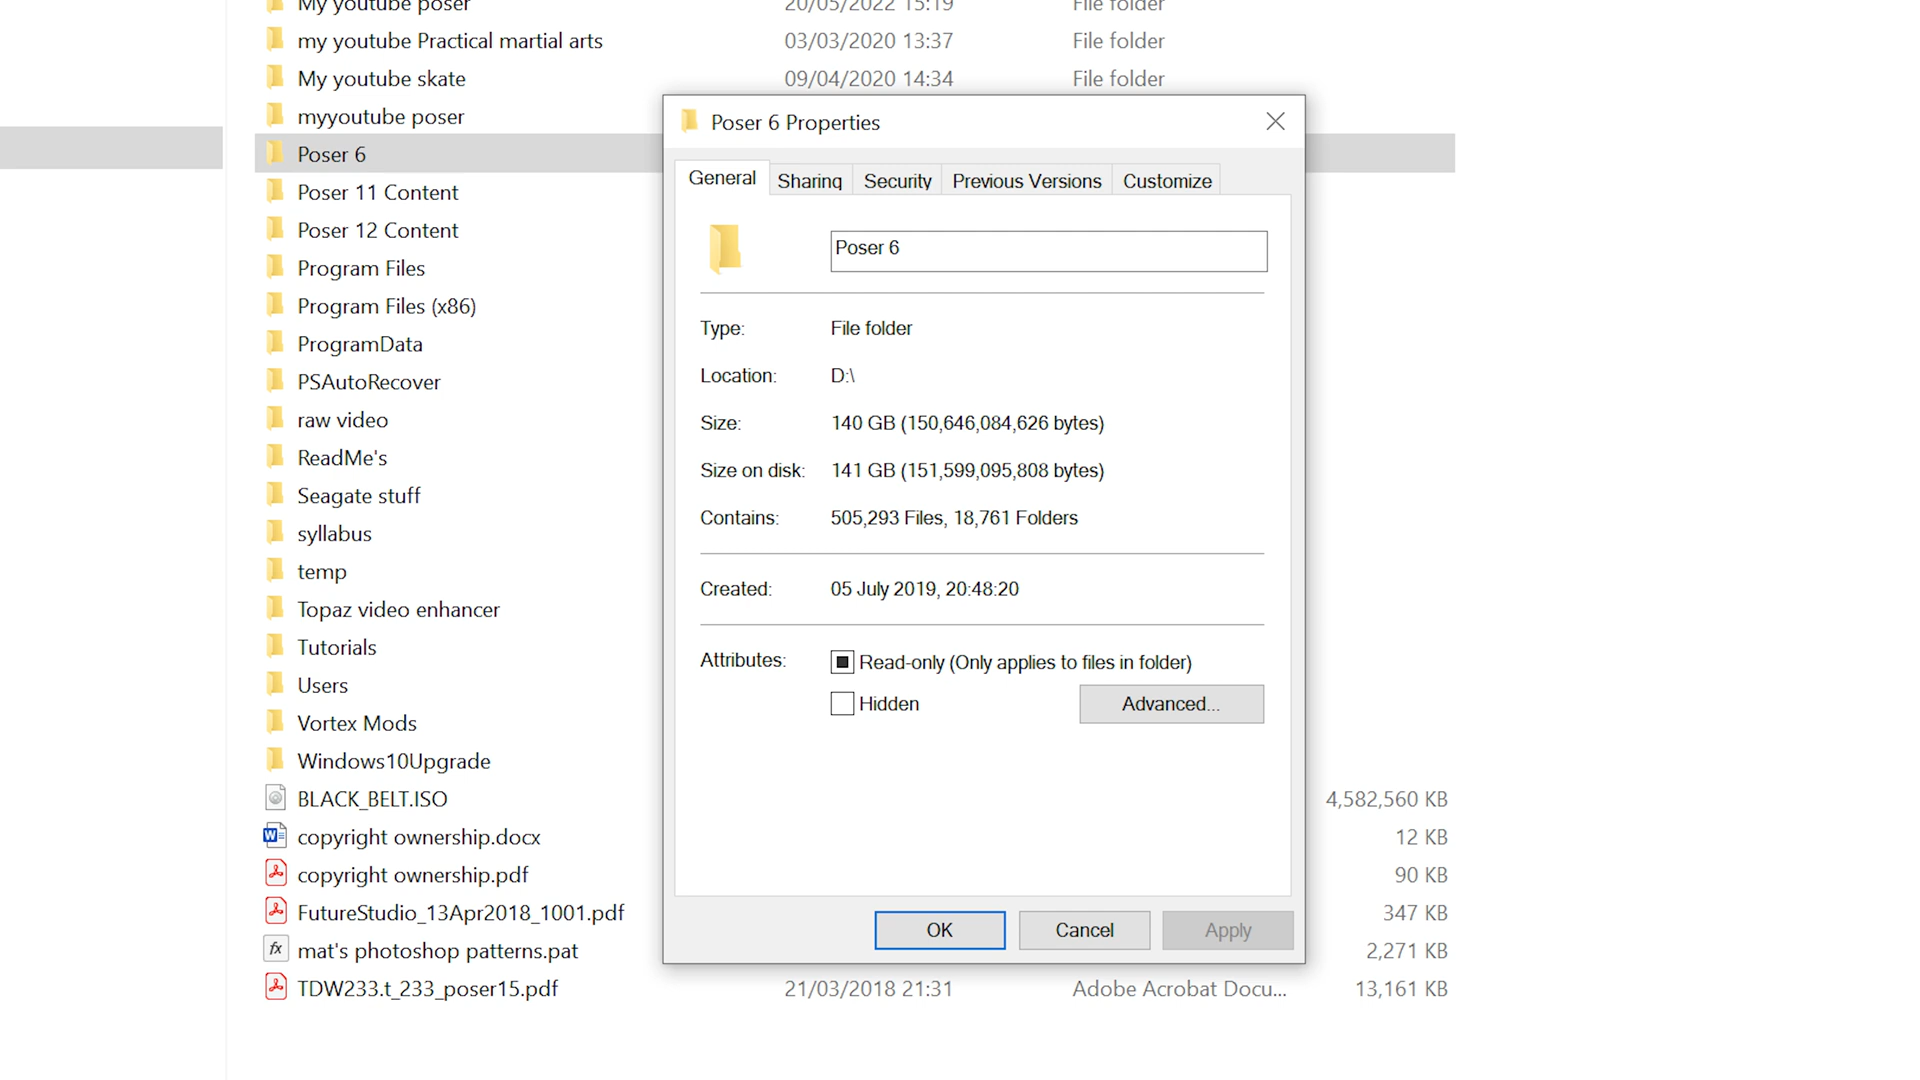 My youtube poser 20/05/2022 15:19 File folder
my youtube Practical martial arts 03/03/2020 13:37 File folder
My youtube skate 09/04/2020 14:34 File folder
myyoutube poser
Poser 6
Poser 11 Content
Poser 12 Content
Program Files
Program Files (x86)
ProgramData
PSAutoRecover
raw video
ReadMe's
Seagate stuff
syllabus
temp
Topaz video enhancer
Tutorials
Users
Vortex Mods
Windows10Upgrade
BLACK_BELT.ISO 4,582,560 KB
copyright ownership.docx 12 KB
copyright ownership.pdf 90 KB
FutureStudio_13Apr2018_1001.pdf 347 KB
mat's photoshop patterns.pat 2,271 KB
TDW233.t_233_poser15.pdf 21/03/2018 21:31 Adobe Acrobat Docu... 13,161 KB
Poser 6 Properties
General Sharing Security Previous Versions Customize
Poser 6
Type: File folder
Location: D:\
Size: 140 GB (150,646,084,626 bytes)
Size on disk: 141 GB (151,599,095,808 bytes)
Contains: 505,293 Files, 18,761 Folders
Created: 05 July 2019, 20:48:20
Attributes: Read-only (Only applies to files in folder)
Hidden Advanced...
OK Cancel Apply